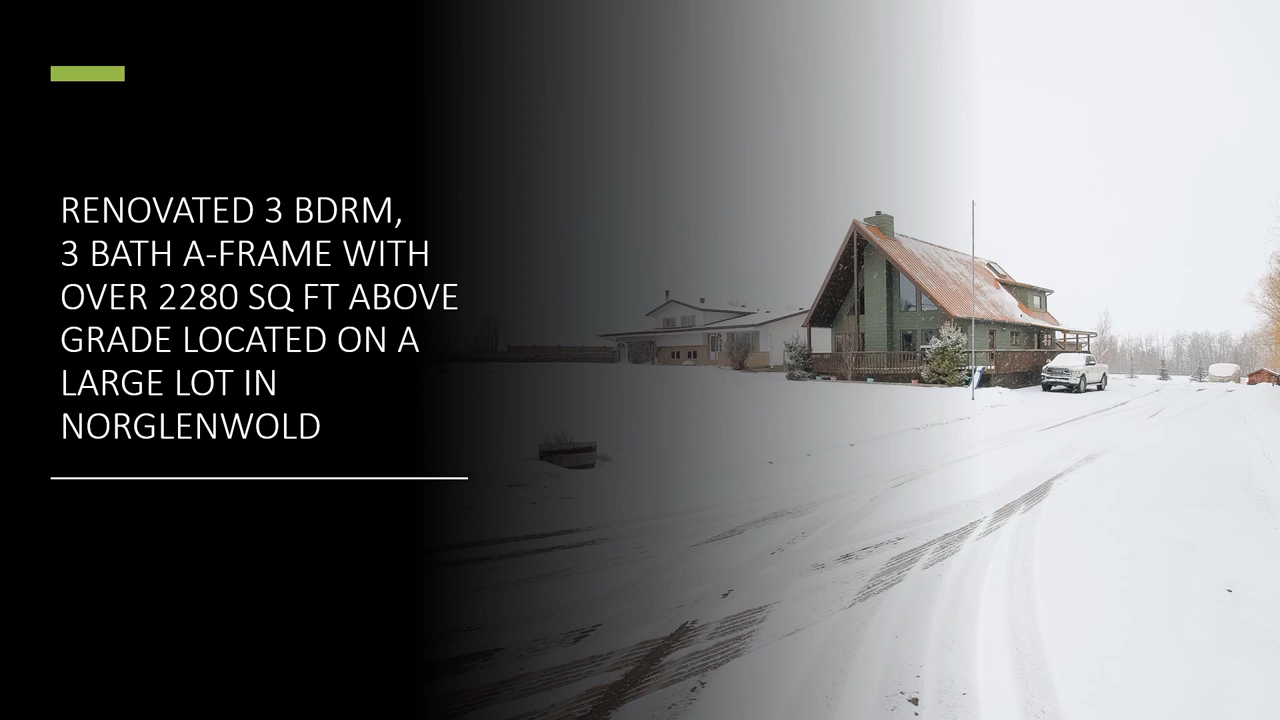 RENOVATED 3 BDRM,
3 BATH A-FRAME WITH
OVER 2280 SQ FT ABOVE
GRADE LOCATED ON A
LARGE LOT IN
NORGLENWOLD